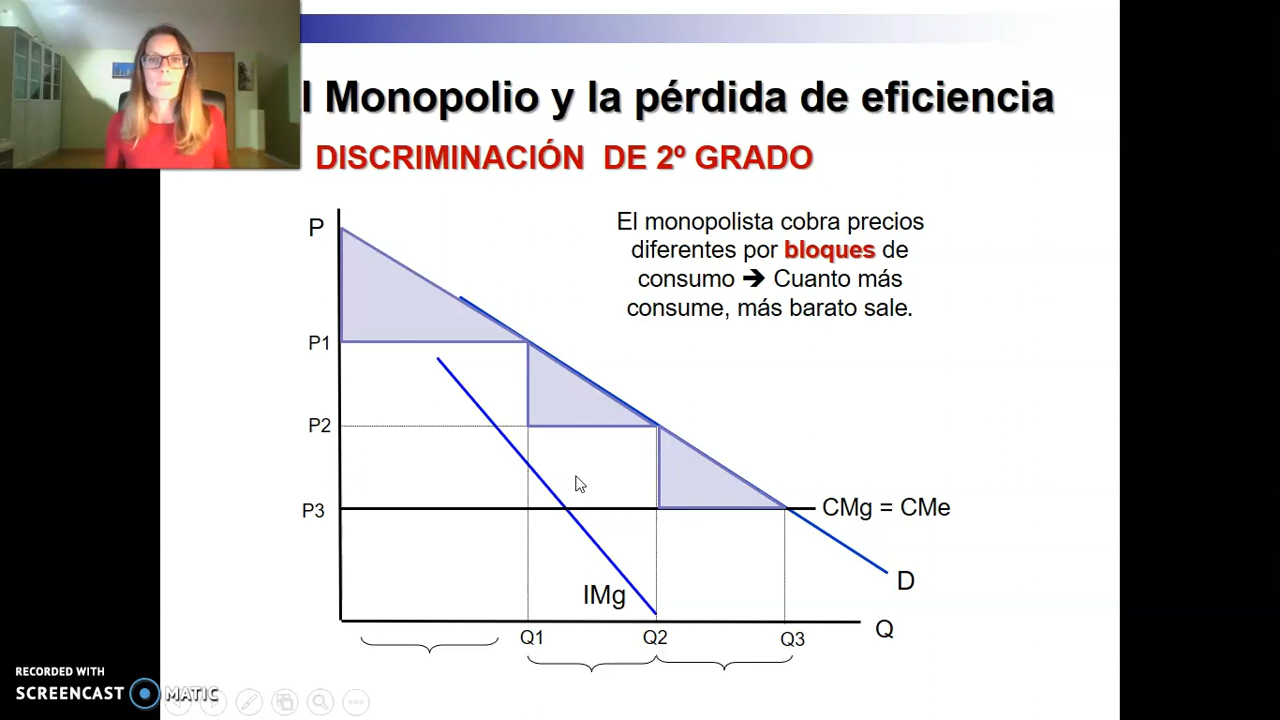 l Monopolio y la pérdida de eficiencia
DISCRIMINACIÓN DE 2º GRADO
El monopolista cobra precios
diferentes por bloques de
consumo ➔ Cuanto más
consume, más barato sale.
P
P1
P2
P3
CMg = CMe
D
IMg
Q
Q1 Q2 Q3
RECORDED WITH
SCREENCAST MATIC